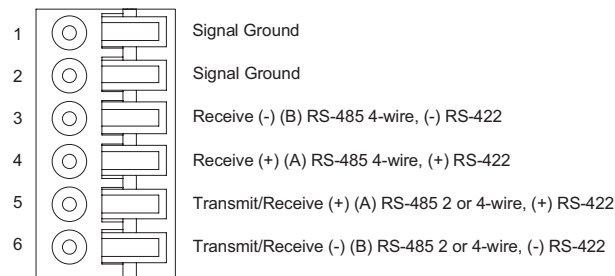 1 Signal Ground
2 Signal Ground
3 Receive (-) (B) RS-485 4-wire, (-) RS-422
4 Receive (+) (A) RS-485 4-wire, (+) RS-422
5 Transmit/Receive (+) (A) RS-485 2 or 4-wire, (+) RS-422
6 Transmit/Receive (-) (B) RS-485 2 or 4-wire, (-) RS-422